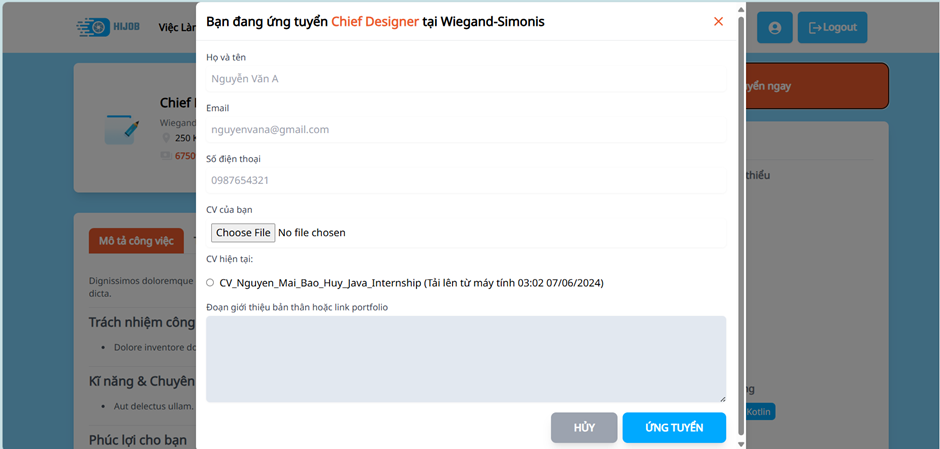 HIJOB
Việc Làm
Logout
Bạn đang ứng tuyển Chief Designer tại Wiegand-Simonis
Họ và tên
Nguyễn Văn A
Email
nguyenvana@gmail.com
Số điện thoại
0987654321
CV của bạn
Choose File No file chosen
CV hiện tại:
CV_Nguyen_Mai_Bao_Huy_Java_Internship (Tải lên từ máy tính 03:02 07/06/2024)
Đoạn giới thiệu bản thân hoặc link portfolio
HỦY
ỨNG TUYỂN
Chief
Wiegand
250
6750
ngay
Mô tả công việc
Dignissimos doloremque
dicta.
Trách nhiệm công
Dolore inventore
Kĩ năng & Chuyên
Aut delectus ullam.
Phúc lợi cho bạn
thiểu
Kotlin